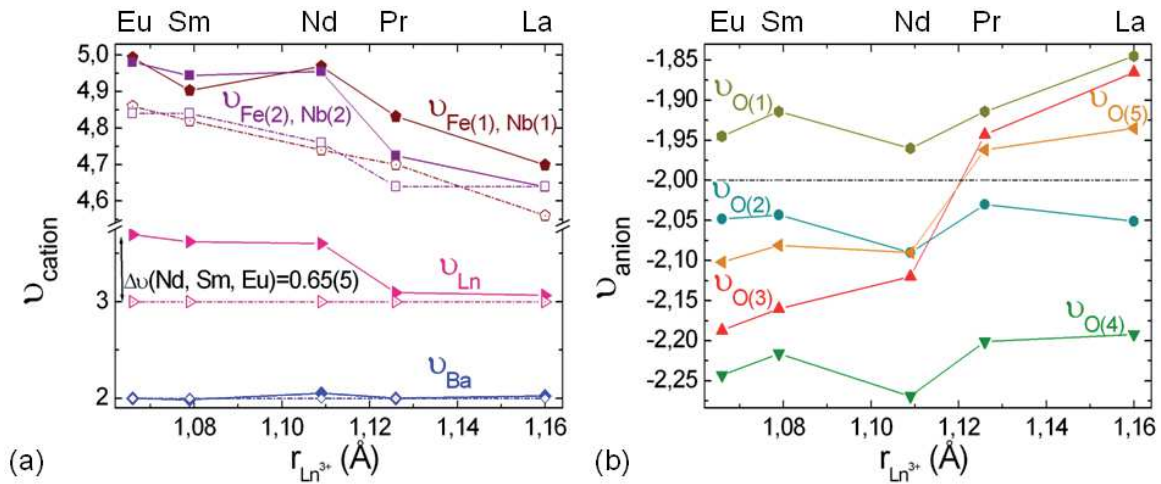 Eu Sm Nd Pr La
5,0
4,9
4,8
4,7
4,6
3
2
υFe(2), Nb(2)
υFe(1), Nb(1)
υLn
Δυ(Nd, Sm, Eu)=0.65(5)
υBa
υcation
1,08 1,10 1,12 1,14 1,16
rLn³⁺ (Å)
(a)
Eu Sm Nd Pr La
-1,85
-1,90
-1,95
-2,00
-2,05
-2,10
-2,15
-2,20
-2,25
υO(1)
υO(5)
υO(2)
υO(3)
υO(4)
υanion
1,08 1,10 1,12 1,14 1,16
rLn³⁺ (Å)
(b)